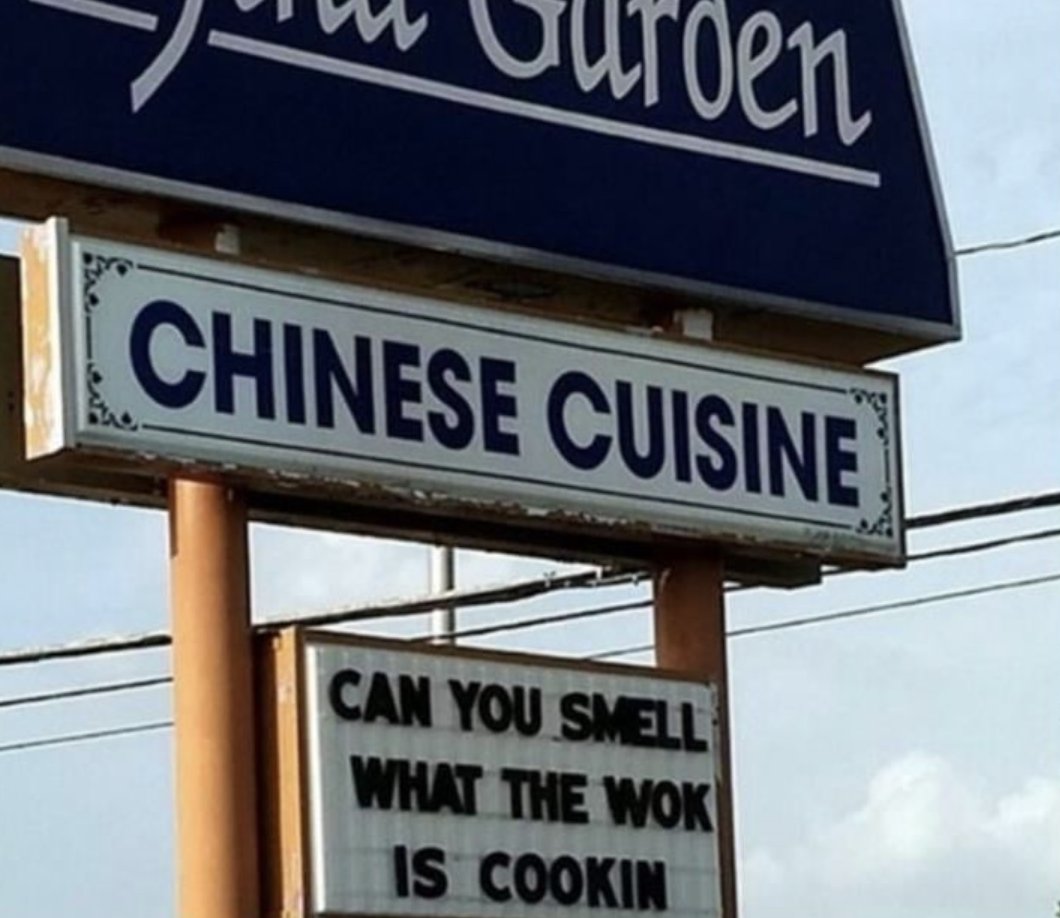 Garden
CHINESE CUISINE
CAN YOU SMELL
WHAT THE WOK
IS COOKIN